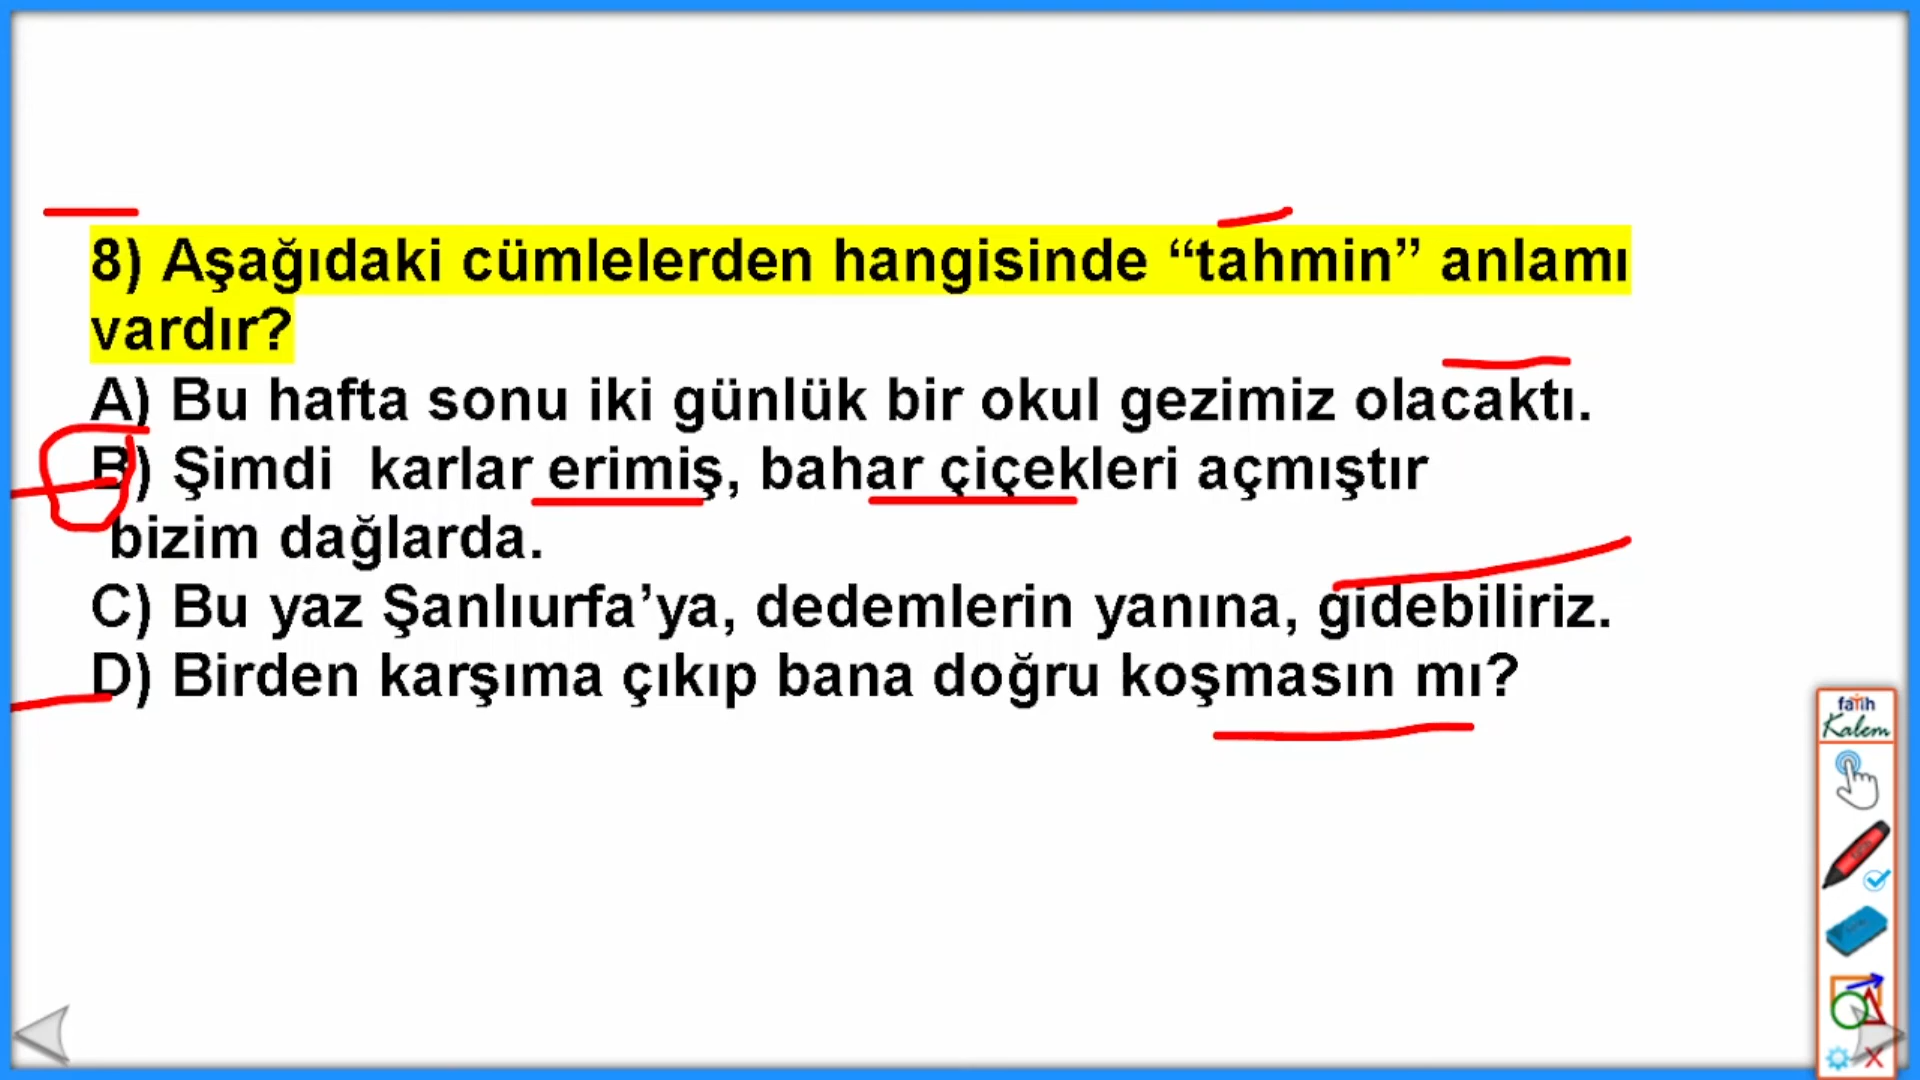 8) Aşağıdaki cümlelerden hangisinde “tahmin” anlamı
vardır?
A) Bu hafta sonu iki günlük bir okul gezimiz olacaktı.
B) Şimdi karlar erimiş, bahar çiçekleri açmıştır
bizim dağlarda.
C) Bu yaz Şanlıurfa’ya, dedemlerin yanına, gidebiliriz.
D) Birden karşıma çıkıp bana doğru koşmasın mı?
fatih
Kalem